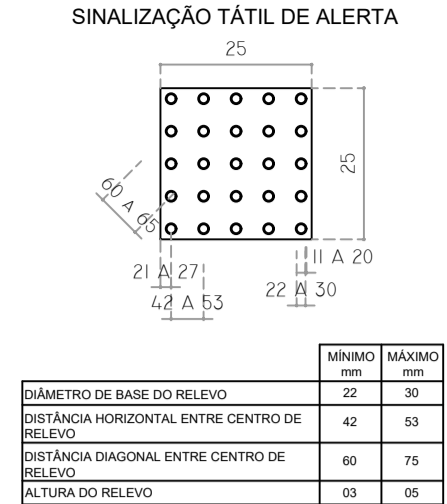 SINALIZAÇÃO TÁTIL DE ALERTA
25
25
60 A 65
11 A 20
21 A 27
22 A 30
42 A 53
MÍNIMO mm MÁXIMO mm
DIÂMETRO DE BASE DO RELEVO 22 30
DISTÂNCIA HORIZONTAL ENTRE CENTRO DE
RELEVO 42 53
DISTÂNCIA DIAGONAL ENTRE CENTRO DE
RELEVO 60 75
ALTURA DO RELEVO 03 05